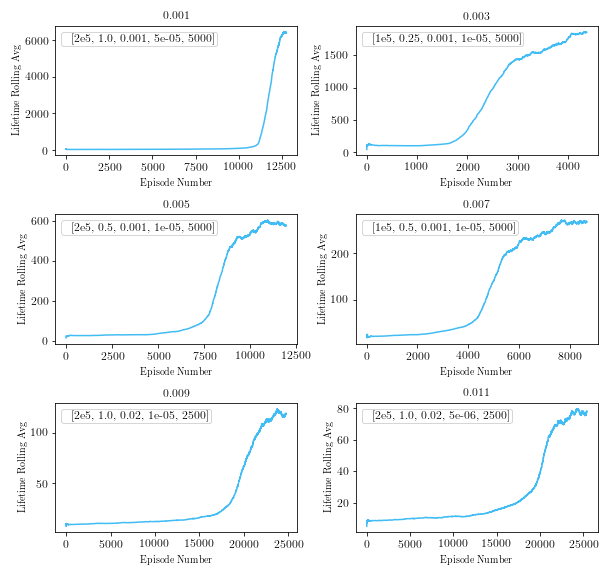 0.001
[2e5, 1.0, 0.001, 5e-05, 5000]
Lifetime Rolling Avg
6000
4000
2000
0
0 2500 5000 7500 10000 12500
Episode Number
0.003
[1e5, 0.25, 0.001, 1e-05, 5000]
Lifetime Rolling Avg
1500
1000
500
0
0 1000 2000 3000 4000
Episode Number
0.005
[2e5, 0.5, 0.001, 1e-05, 5000]
Lifetime Rolling Avg
600
400
200
0
0 2500 5000 7500 10000 12500
Episode Number
0.007
[1e5, 0.5, 0.001, 1e-05, 5000]
Lifetime Rolling Avg
200
100
0 2000 4000 6000 8000
Episode Number
0.009
[2e5, 1.0, 0.02, 1e-05, 2500]
Lifetime Rolling Avg
100
50
0 5000 10000 15000 20000 25000
Episode Number
0.011
[2e5, 1.0, 0.02, 5e-06, 2500]
Lifetime Rolling Avg
80
60
40
20
0 5000 10000 15000 20000 25000
Episode Number